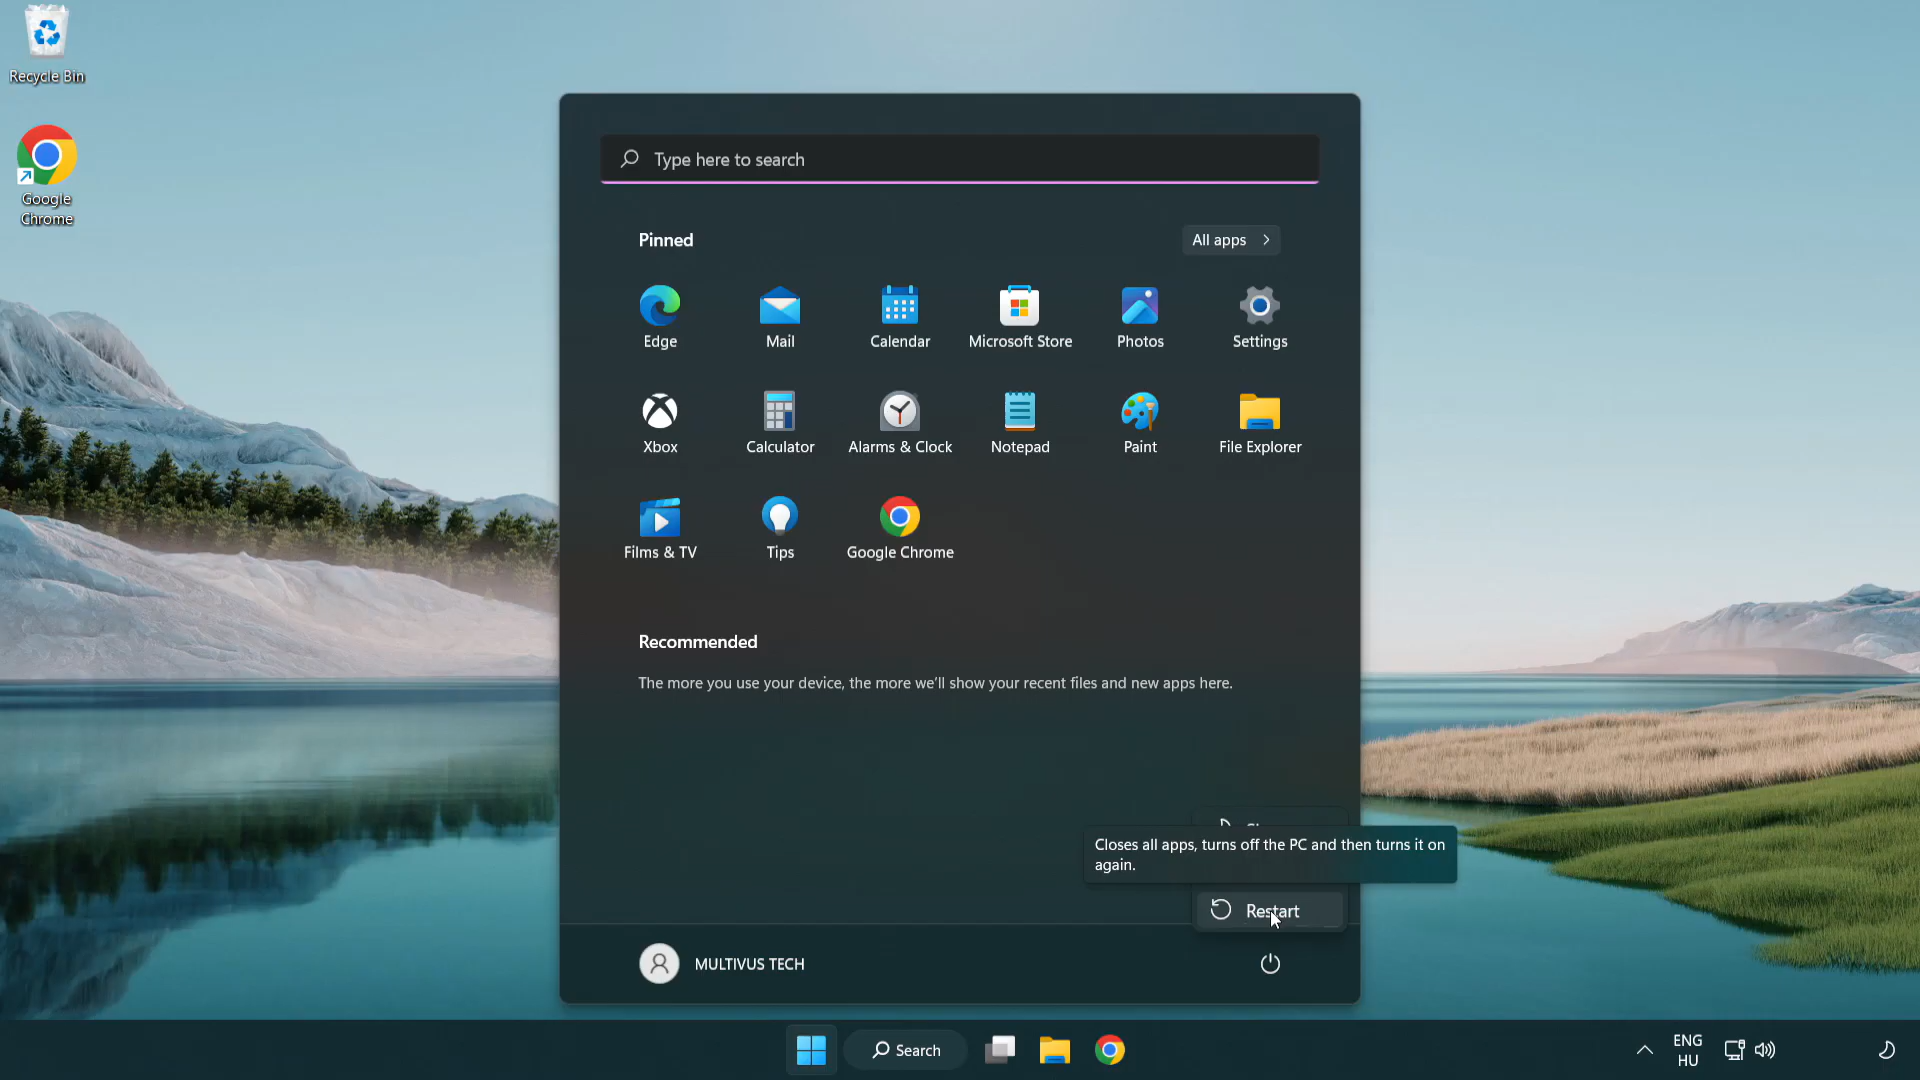 Recycle Bin
Google
Chrome
Type here to search
Pinned
All apps
Edge
Mail
Calendar
Microsoft Store
Photos
Settings
Xbox
Calculator
Alarms & Clock
Notepad
Paint
File Explorer
Films & TV
Tips
Google Chrome
Recommended
The more you use your device, the more we'll show your recent files and new apps here.
Closes all apps, turns off the PC and then turns it on
again.
Restart
MULTIVUS TECH
Search
ENG
HU